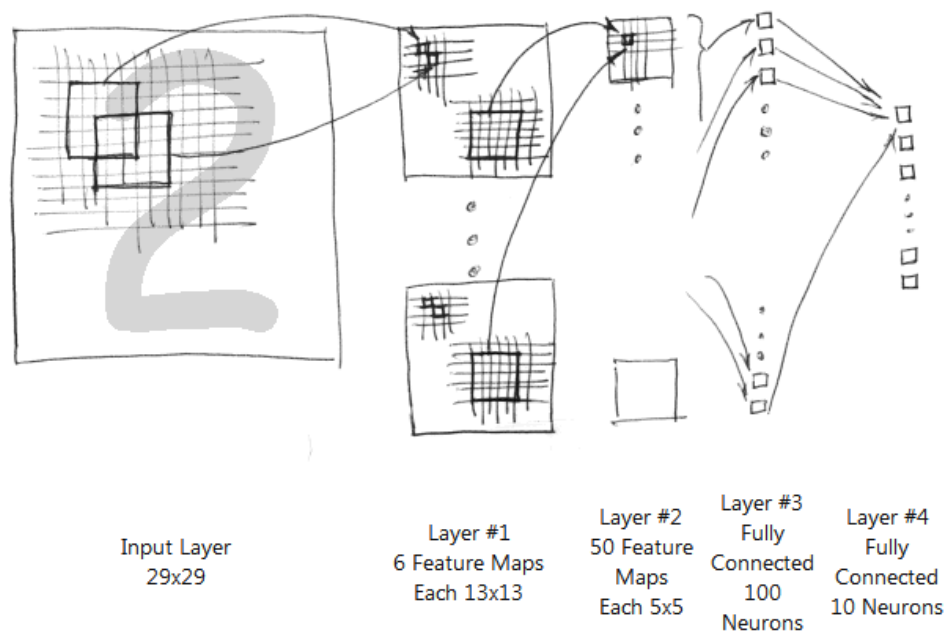 2
Input Layer
29x29
Layer #1
6 Feature Maps
Each 13x13
Layer #2
50 Feature
Maps
Each 5x5
Layer #3
Fully
Connected
100
Neurons
Layer #4
Fully
Connected
10 Neurons